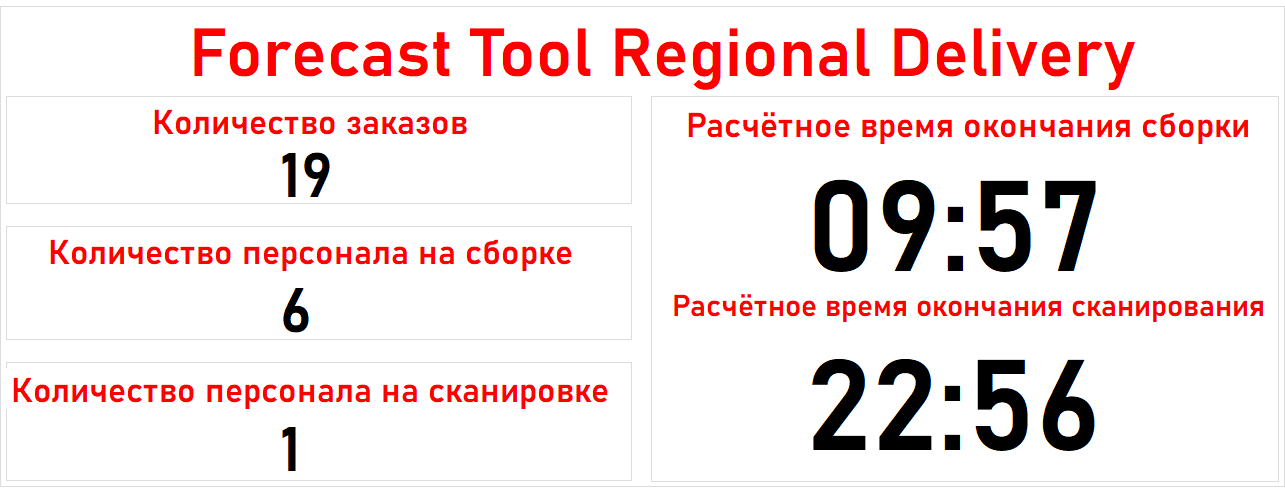 Forecast Tool Regional Delivery
Количество заказов
19
Количество персонала на сборке
6
Количество персонала на сканировке
1
Расчётное время окончания сборки
09:57
Расчётное время окончания сканирования
22:56